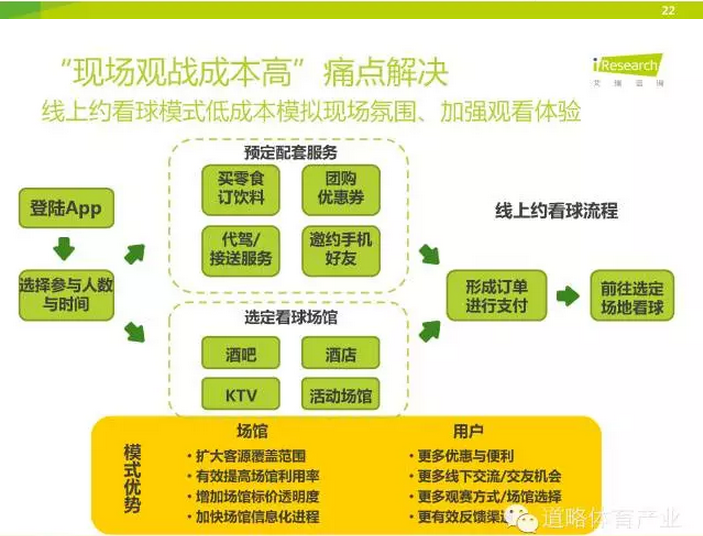 22
“现场观战成本高”痛点解决
iResearch
艾瑞咨询
线上约看球模式低成本模拟现场氛围、加强观看体验
预定配套服务
买零食
订饮料
团购
优惠券
登陆App
线上约看球流程
代驾/
接送服务
邀约手机
好友
选择参与人数
与时间
形成订单
进行支付
前往选定
场地看球
选定看球场馆
酒吧
酒店
KTV
活动场馆
模式优势
场馆
• 扩大客源覆盖范围
• 有效提高场馆利用率
• 增加场馆标价透明度
• 加快场馆信息化进程
用户
• 更多优惠与便利
• 更多线下交流/交友机会
• 更多观赛方式/场馆选择
• 更有效反馈渠
道略体育产业